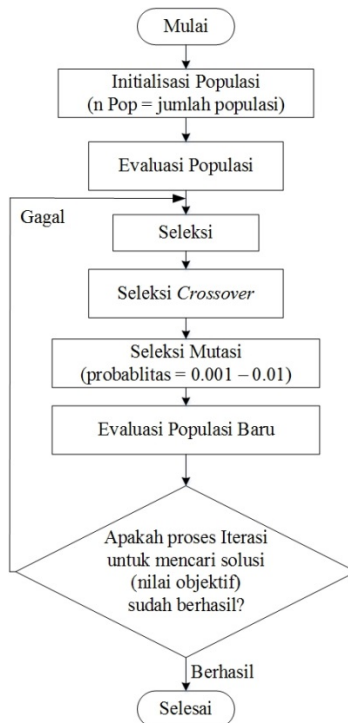 Mulai
Initialisasi Populasi
(n Pop = jumlah populasi)
Evaluasi Populasi
Gagal
Seleksi
Seleksi Crossover
Seleksi Mutasi
(probablitas = 0.001 – 0.01)
Evaluasi Populasi Baru
Apakah proses Iterasi
untuk mencari solusi
(nilai objektif)
sudah berhasil?
Berhasil
Selesai